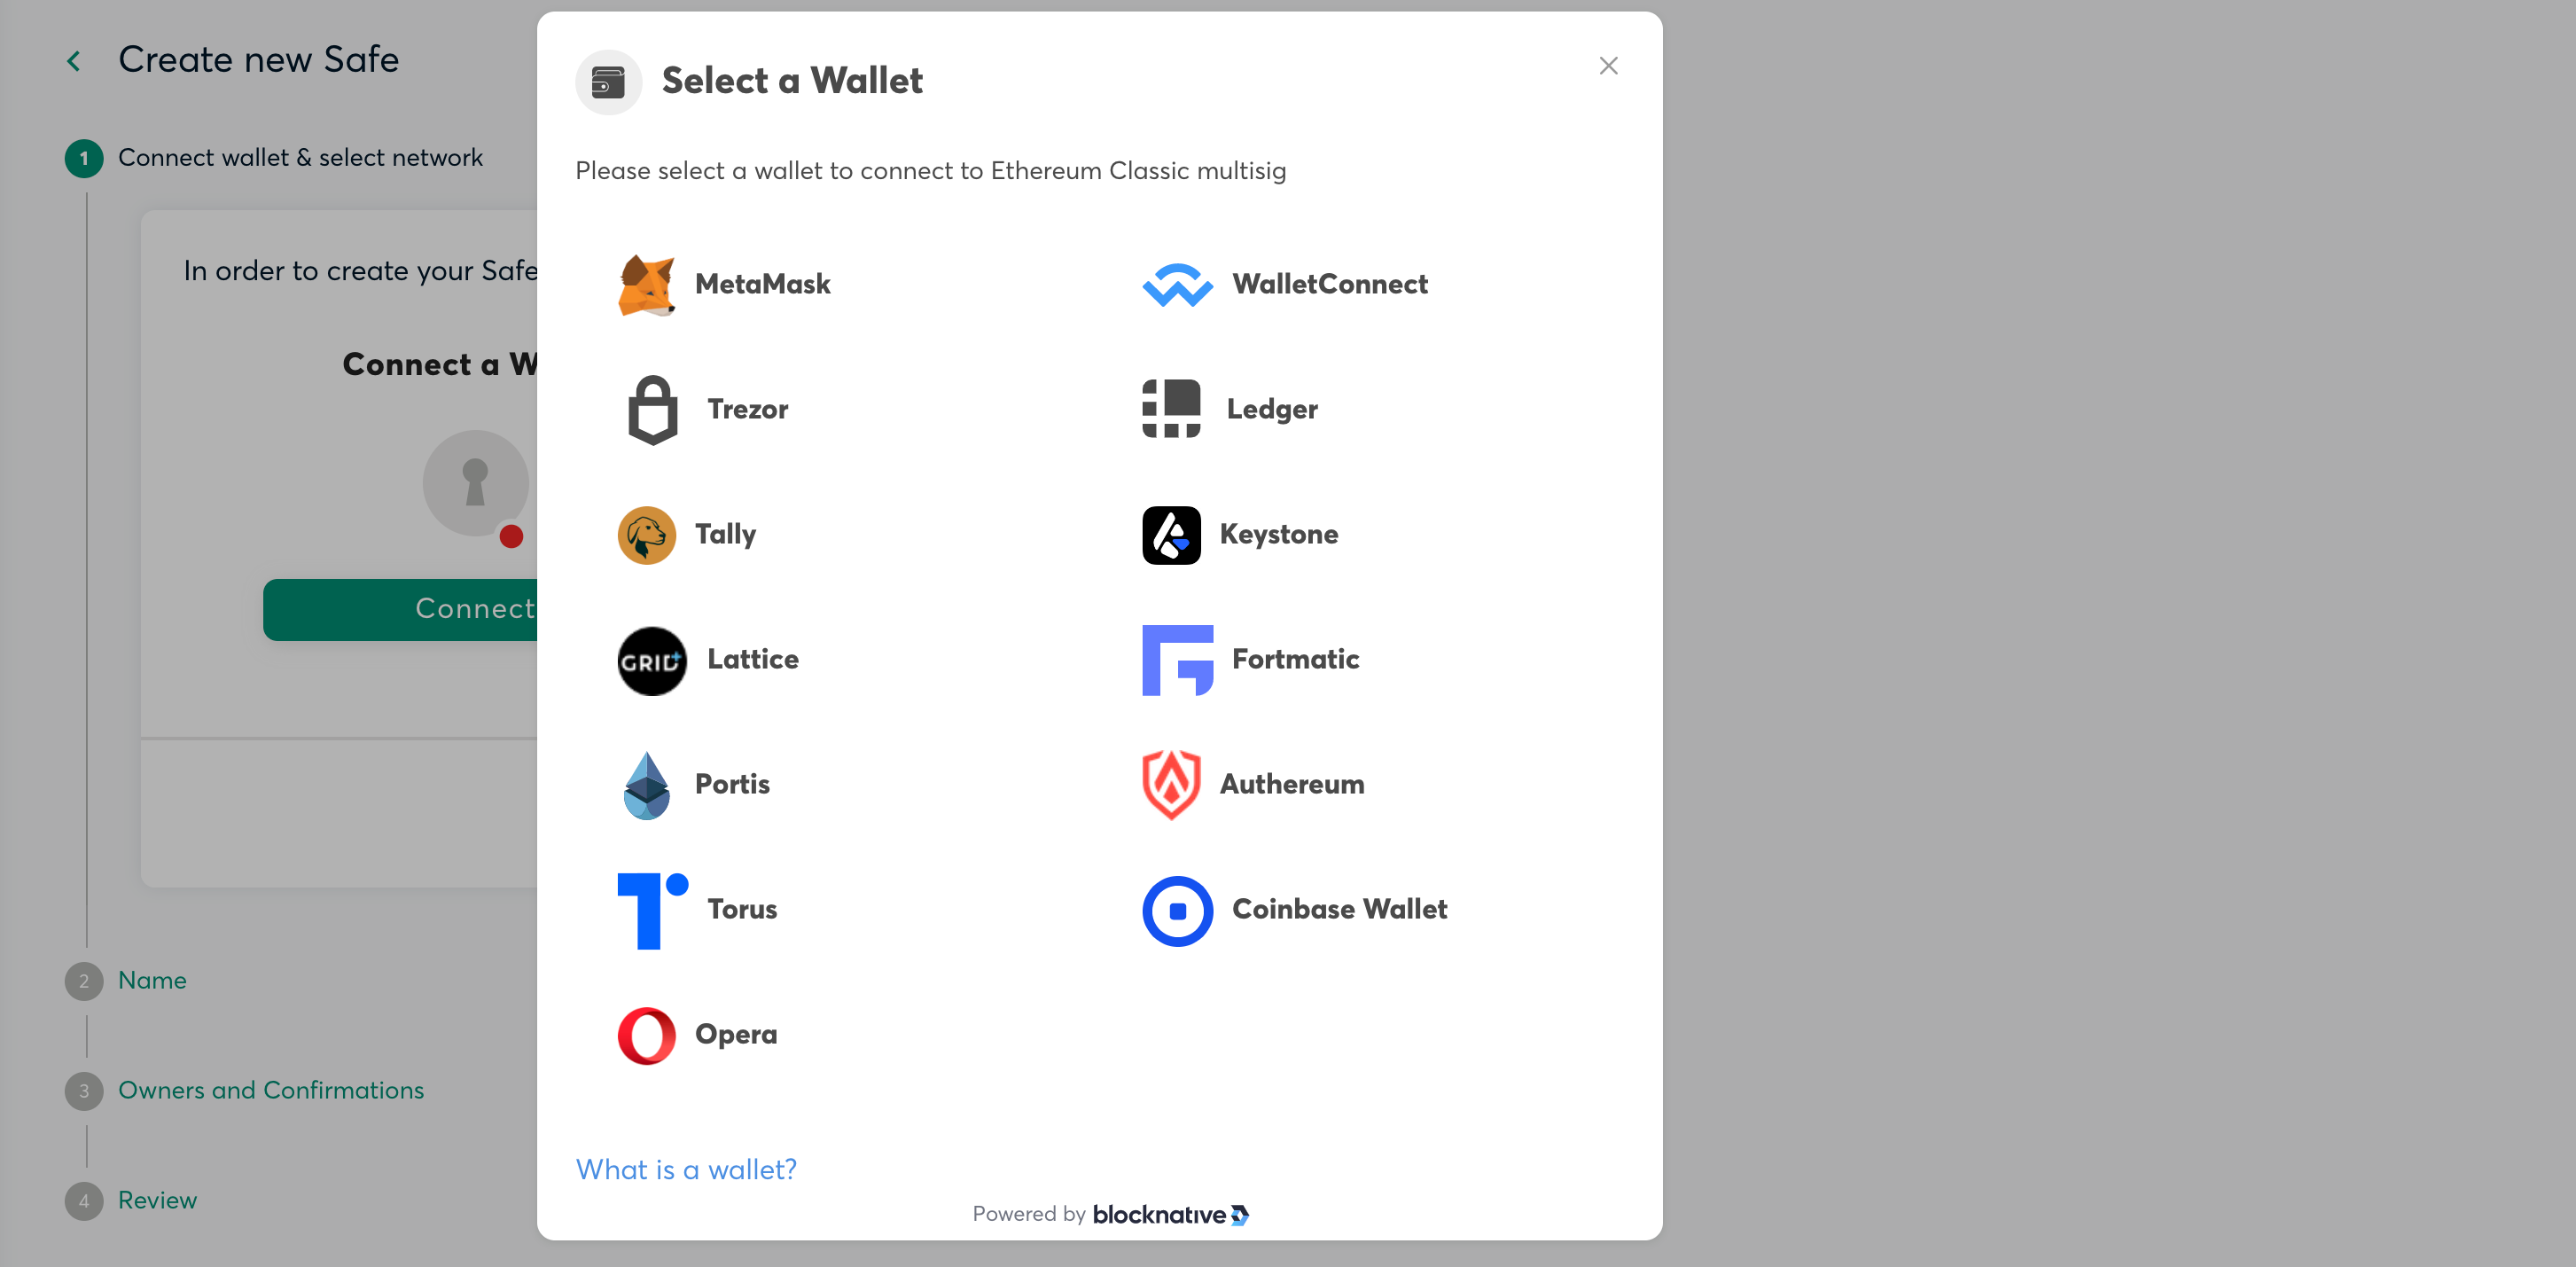 Create new Safe
1 Connect wallet & select network
In order to create your Safe
Connect a W
Connect
2 Name
3 Owners and Confirmations
4 Review
Select a Wallet
Please select a wallet to connect to Ethereum Classic multisig
MetaMask
WalletConnect
Trezor
Ledger
Tally
Keystone
GRID+ Lattice
Fortmatic
Portis
Authereum
Torus
Coinbase Wallet
Opera
What is a wallet?
Powered by blocknative